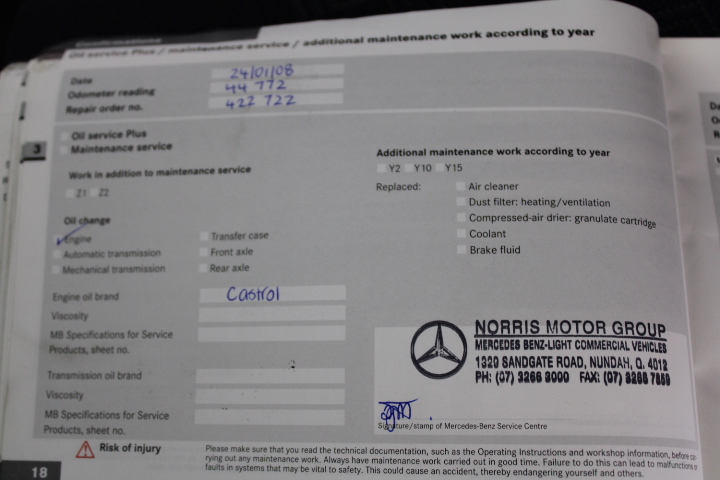 Oil service Plus / maintenance service / additional maintenance work according to year
Date 24/01/08
Odometer reading 44 772
Repair order no. 422 722
3
Oil service Plus
Maintenance service
Work in addition to maintenance service
Z1 Z2
Oil change
Engine
Automatic transmission
Mechanical transmission
Transfer case
Front axle
Rear axle
Engine oil brand Castrol
Viscosity
MB Specifications for Service
Products, sheet no.
Transmission oil brand
Viscosity
MB Specifications for Service
Products, sheet no.
Additional maintenance work according to year
Y2 Y10 Y15
Replaced:
Air cleaner
Dust filter: heating/ventilation
Compressed-air drier: granulate cartridge
Coolant
Brake fluid
NORRIS MOTOR GROUP
MERCEDES BENZ-LIGHT COMMERCIAL VEHICLES
1320 SANDGATE ROAD, NUNDAH, Q. 4012
PH: (07) 3266 3000 FAX: (07)
Signature/stamp of Mercedes-Benz Service Centre
Risk of injury
Please make sure that you read the technical documentation, such as the Operating Instructions and workshop information, before car-
rying out any maintenance work. Always have maintenance work carried out in good time. Failure to do this can lead to malfunctions or
faults in systems that may be vital to safety. This could cause an accident, thereby endangering yourself and others.
18